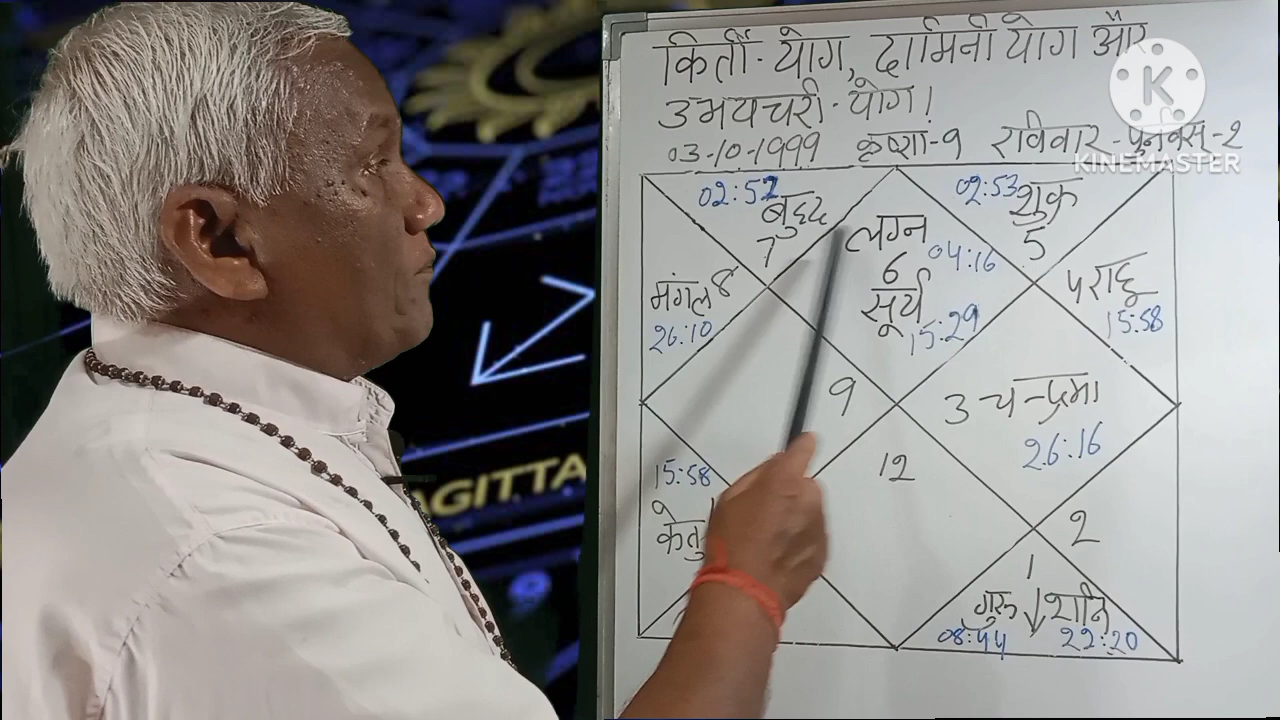 किर्ती-योग, दामिनी योग और
उभयचरी-योग!
03-10-1999 कृष्णा-9 रविवार-पुनर्वसु-2
K
KINEMASTER
02:52
बुद्ध
7
लग्न
6 04:16
सूर्य
15:29
02:53
शुक्र
5
मंगल 8
26:10
4 राहू
15:58
9
3 चन्द्रमा
26:16
15:58
केतु
12
2
1
गुरू ↓ शनि
08:44 22:20
AGITTA